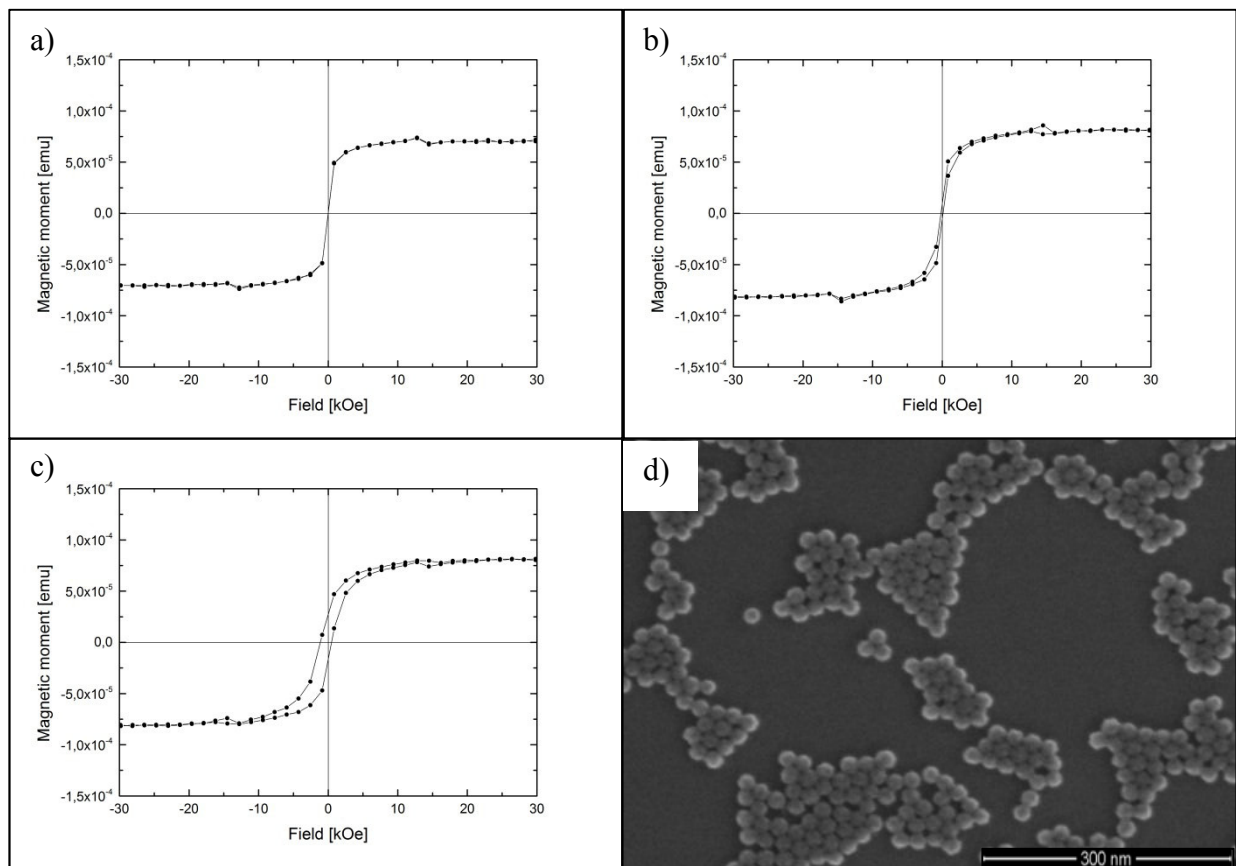 a)
1,5x10⁻⁴
1,0x10⁻⁴
5,0x10⁻⁵
0,0
-5,0x10⁻⁵
-1,0x10⁻⁴
-1,5x10⁻⁴
Magnetic moment [emu]
-30 -20 -10 0 10 20 30
Field [kOe]
b)
1,5x10⁻⁴
1,0x10⁻⁴
5,0x10⁻⁵
0,0
-5,0x10⁻⁵
-1,0x10⁻⁴
-1,5x10⁻⁴
Magnetic moment [emu]
-30 -20 -10 0 10 20 30
Field [kOe]
c)
1,5x10⁻⁴
1,0x10⁻⁴
5,0x10⁻⁵
0,0
-5,0x10⁻⁵
-1,0x10⁻⁴
-1,5x10⁻⁴
Magnetic moment [emu]
-30 -20 -10 0 10 20 30
Field [kOe]
d)
300 nm